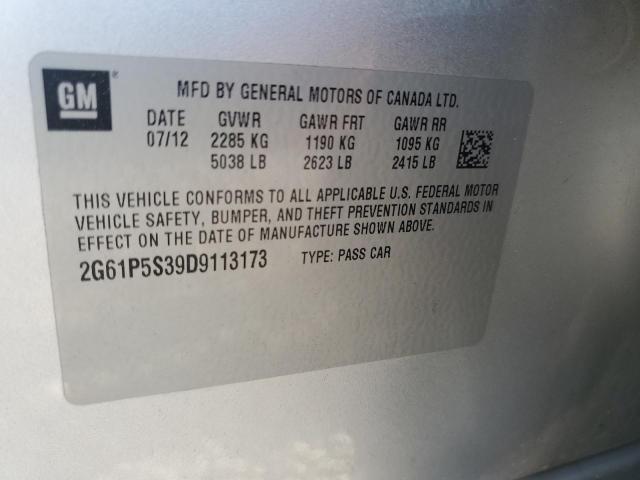 GM ®
MFD BY GENERAL MOTORS OF CANADA LTD.
DATE GVWR GAWR FRT GAWR RR
07/12 2285 KG 1190 KG 1095 KG
5038 LB 2623 LB 2415 LB
THIS VEHICLE CONFORMS TO ALL APPLICABLE U.S. FEDERAL MOTOR
VEHICLE SAFETY, BUMPER, AND THEFT PREVENTION STANDARDS IN
EFFECT ON THE DATE OF MANUFACTURE SHOWN ABOVE.
2G61P5S39D9113173 TYPE: PASS CAR